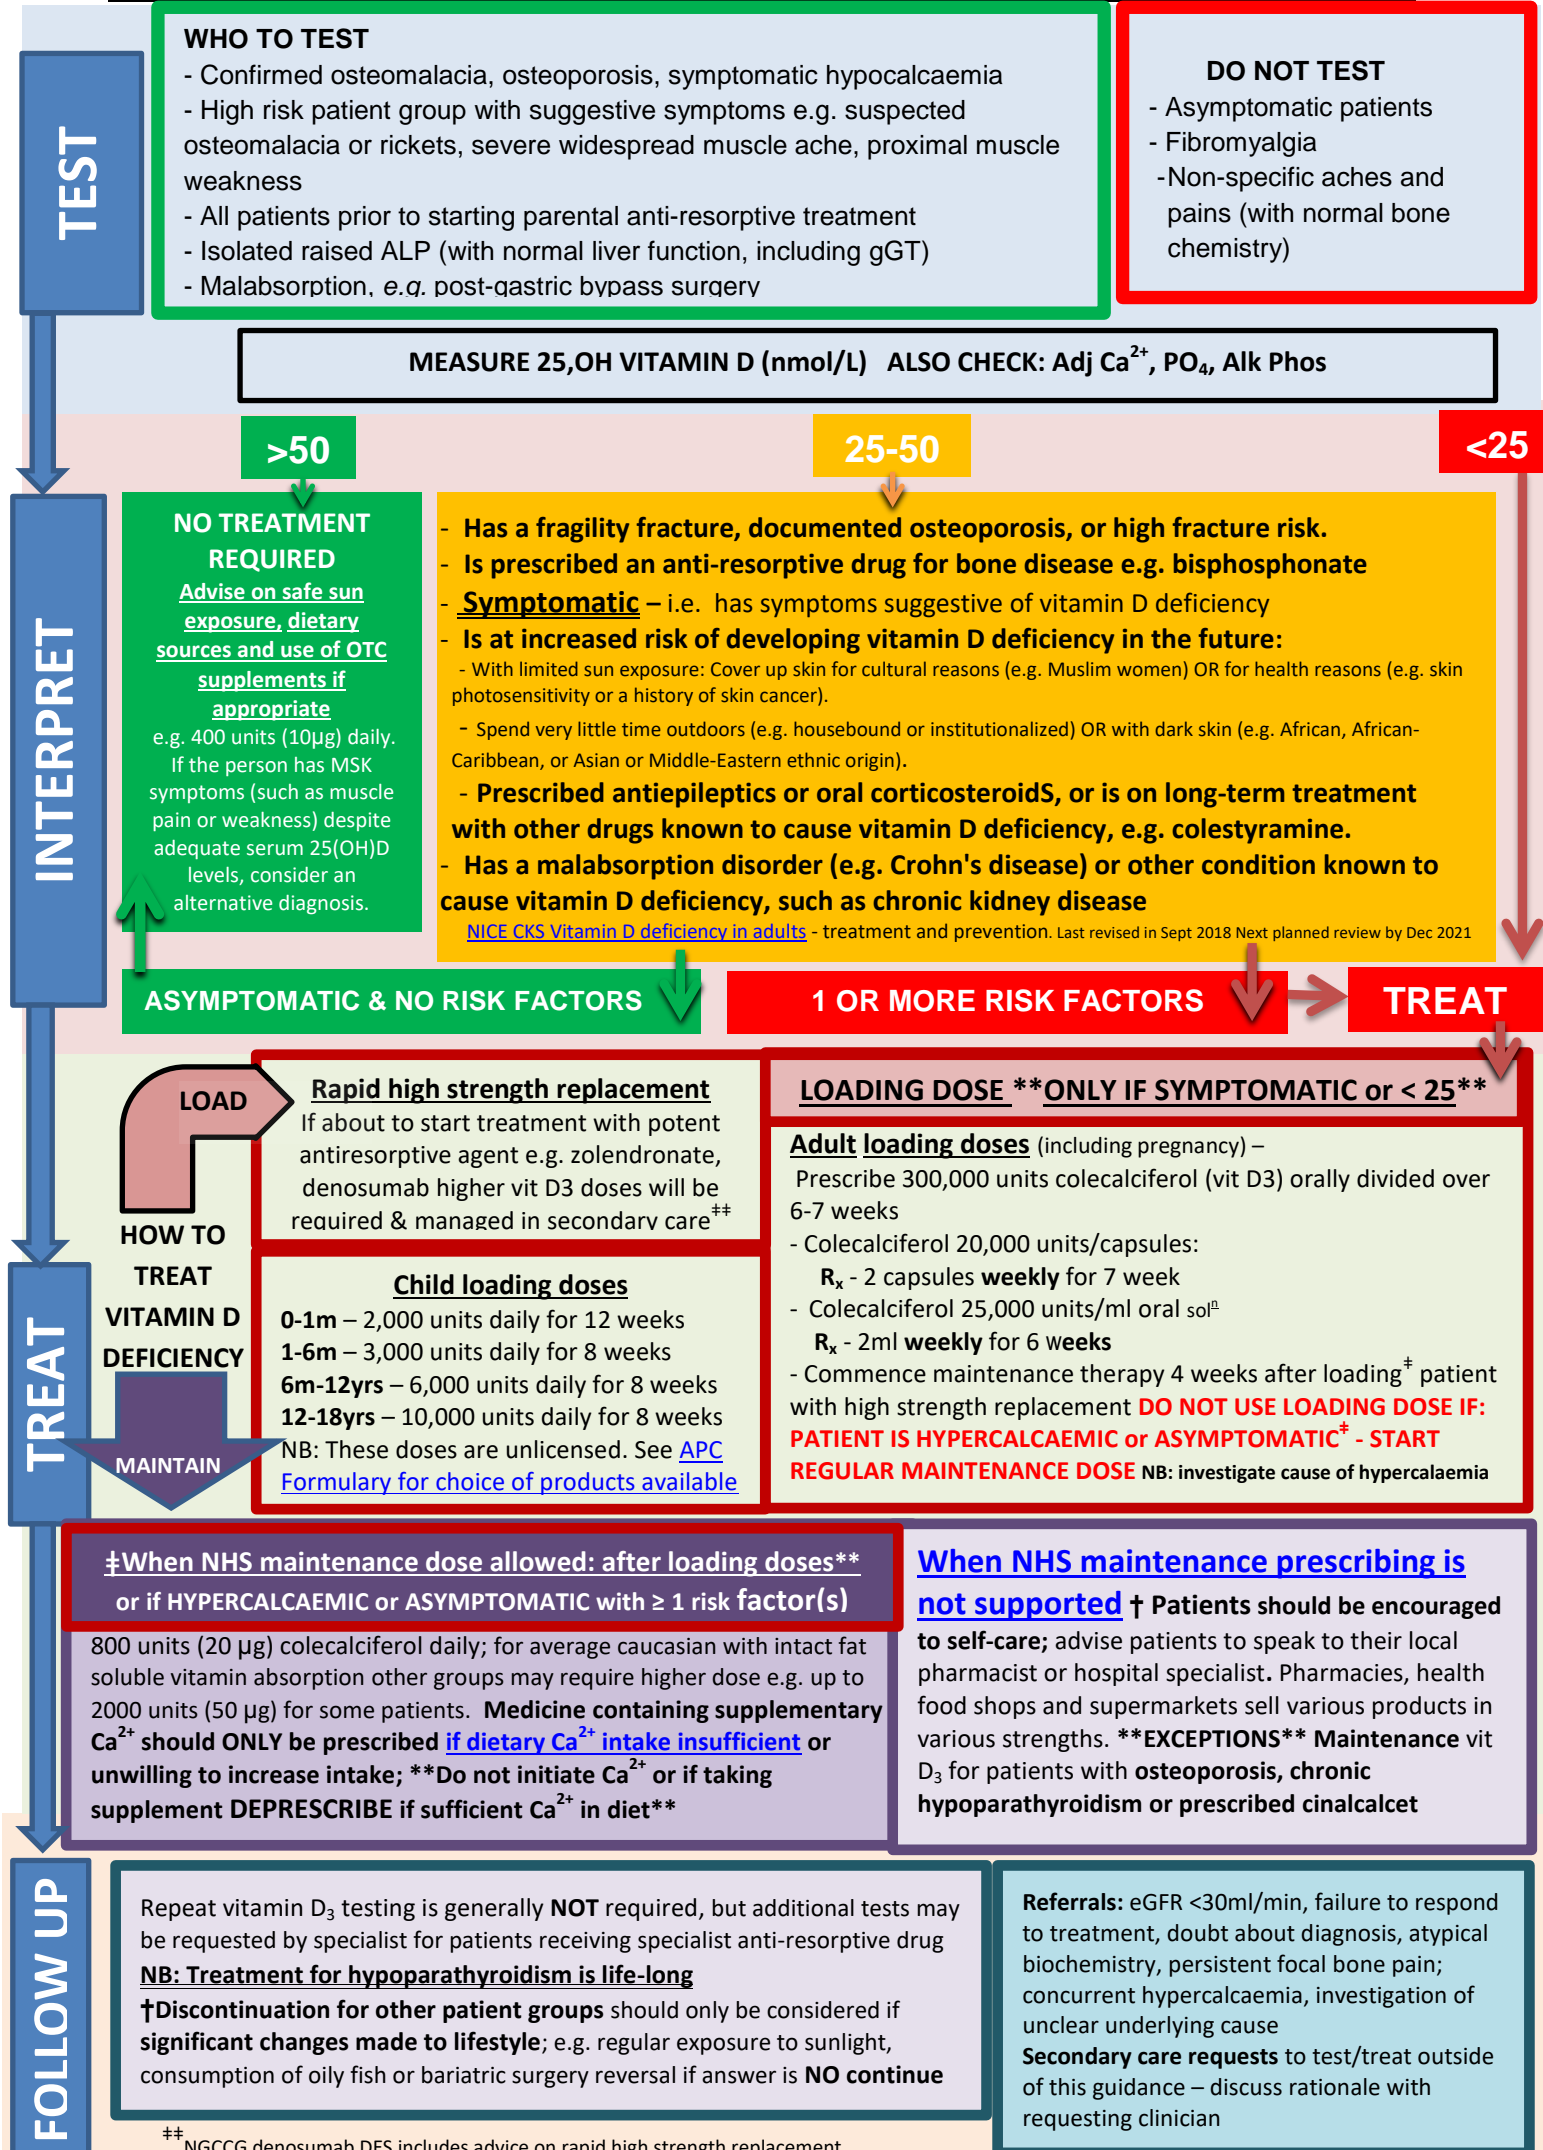 TEST
WHO TO TEST
- Confirmed osteomalacia, osteoporosis, symptomatic hypocalcaemia
- High risk patient group with suggestive symptoms e.g. suspected
osteomalacia or rickets, severe widespread muscle ache, proximal muscle
weakness
- All patients prior to starting parental anti-resorptive treatment
- Isolated raised ALP (with normal liver function, including gGT)
- Malabsorption, e.g. post-gastric bypass surgery
DO NOT TEST
- Asymptomatic patients
- Fibromyalgia
-Non-specific aches and
pains (with normal bone
chemistry)
MEASURE 25,OH VITAMIN D (nmol/L) ALSO CHECK: Adj Ca2+, PO4, Alk Phos
INTERPRET
>50
25-50
<25
NO TREATMENT
REQUIRED
Advise on safe sun
exposure, dietary
sources and use of OTC
supplements if
appropriate
e.g. 400 units (10µg) daily.
If the person has MSK
symptoms (such as muscle
pain or weakness) despite
adequate serum 25(OH)D
levels, consider an
alternative diagnosis.
- Has a fragility fracture, documented osteoporosis, or high fracture risk.
- Is prescribed an anti-resorptive drug for bone disease e.g. bisphosphonate
- Symptomatic – i.e. has symptoms suggestive of vitamin D deficiency
- Is at increased risk of developing vitamin D deficiency in the future:
- With limited sun exposure: Cover up skin for cultural reasons (e.g. Muslim women) OR for health reasons (e.g. skin
photosensitivity or a history of skin cancer).
- Spend very little time outdoors (e.g. housebound or institutionalized) OR with dark skin (e.g. African, African-
Caribbean, or Asian or Middle-Eastern ethnic origin).
- Prescribed antiepileptics or oral corticosteroidS, or is on long-term treatment
with other drugs known to cause vitamin D deficiency, e.g. colestyramine.
- Has a malabsorption disorder (e.g. Crohn's disease) or other condition known to
cause vitamin D deficiency, such as chronic kidney disease
NICE CKS Vitamin D deficiency in adults - treatment and prevention. Last revised in Sept 2018 Next planned review by Dec 2021
ASYMPTOMATIC & NO RISK FACTORS
1 OR MORE RISK FACTORS
TREAT
TREAT
LOAD
HOW TO
TREAT
VITAMIN D
DEFICIENCY
MAINTAIN
Rapid high strength replacement
If about to start treatment with potent
antiresorptive agent e.g. zolendronate,
denosumab higher vit D3 doses will be
required & managed in secondary care‡‡
Child loading doses
0-1m – 2,000 units daily for 12 weeks
1-6m – 3,000 units daily for 8 weeks
6m-12yrs – 6,000 units daily for 8 weeks
12-18yrs – 10,000 units daily for 8 weeks
NB: These doses are unlicensed. See APC
Formulary for choice of products available
LOADING DOSE **ONLY IF SYMPTOMATIC or < 25**
Adult loading doses (including pregnancy) –
Prescribe 300,000 units colecalciferol (vit D3) orally divided over
6-7 weeks
- Colecalciferol 20,000 units/capsules:
Rx - 2 capsules weekly for 7 week
- Colecalciferol 25,000 units/ml oral soln
Rx - 2ml weekly for 6 weeks
- Commence maintenance therapy 4 weeks after loading‡ patient
with high strength replacement DO NOT USE LOADING DOSE IF:
PATIENT IS HYPERCALCAEMIC or ASYMPTOMATIC‡ - START
REGULAR MAINTENANCE DOSE NB: investigate cause of hypercalaemia
‡When NHS maintenance dose allowed: after loading doses**
or if HYPERCALCAEMIC or ASYMPTOMATIC with ≥ 1 risk factor(s)
800 units (20 µg) colecalciferol daily; for average caucasian with intact fat
soluble vitamin absorption other groups may require higher dose e.g. up to
2000 units (50 µg) for some patients. Medicine containing supplementary
Ca2+ should ONLY be prescribed if dietary Ca2+ intake insufficient or
unwilling to increase intake; **Do not initiate Ca2+ or if taking
supplement DEPRESCRIBE if sufficient Ca2+ in diet**
When NHS maintenance prescribing is
not supported † Patients should be encouraged
to self-care; advise patients to speak to their local
pharmacist or hospital specialist. Pharmacies, health
food shops and supermarkets sell various products in
various strengths. **EXCEPTIONS** Maintenance vit
D3 for patients with osteoporosis, chronic
hypoparathyroidism or prescribed cinalcalcet
FOLLOW UP
Repeat vitamin D3 testing is generally NOT required, but additional tests may
be requested by specialist for patients receiving specialist anti-resorptive drug
NB: Treatment for hypoparathyroidism is life-long
†Discontinuation for other patient groups should only be considered if
significant changes made to lifestyle; e.g. regular exposure to sunlight,
consumption of oily fish or bariatric surgery reversal if answer is NO continue
Referrals: eGFR <30ml/min, failure to respond
to treatment, doubt about diagnosis, atypical
biochemistry, persistent focal bone pain;
concurrent hypercalcaemia, investigation of
unclear underlying cause
Secondary care requests to test/treat outside
of this guidance – discuss rationale with
requesting clinician
‡‡NGCCG denosumab DES includes advice on rapid high strength replacement